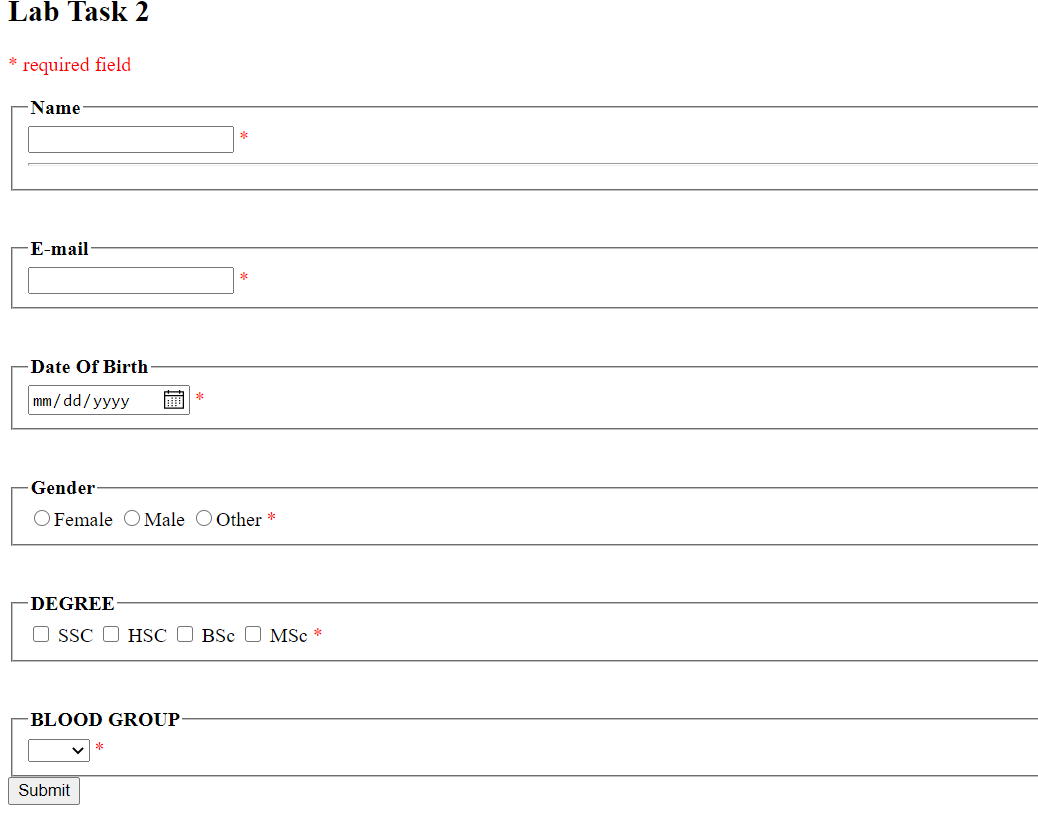 Lab Task 2
* required field
Name
*
E-mail
*
Date Of Birth
mm/dd/yyyy *
Gender
Female Male Other *
DEGREE
SSC HSC BSc MSc *
BLOOD GROUP
*
Submit